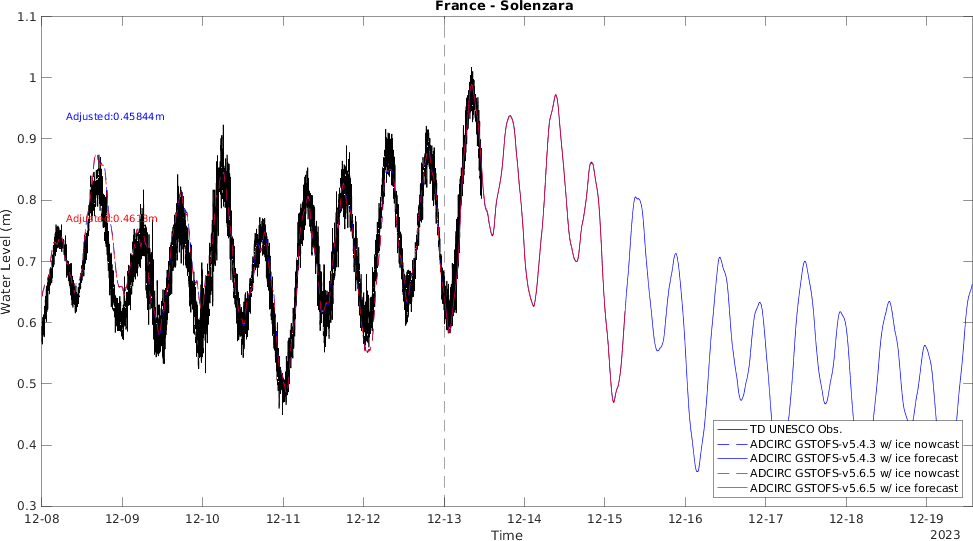 France - Solenzara
1.1
1
0.9
0.8
0.7
0.6
0.5
0.4
0.3
Water Level (m)
Adjusted:0.45844m
Adjusted:0.4613m
TD UNESCO Obs.
ADCIRC GSTOFS-v5.4.3 w/ ice nowcast
ADCIRC GSTOFS-v5.4.3 w/ ice forecast
ADCIRC GSTOFS-v5.6.5 w/ ice nowcast
ADCIRC GSTOFS-v5.6.5 w/ ice forecast
12-08 12-09 12-10 12-11 12-12 12-13 12-14 12-15 12-16 12-17 12-18 12-19
Time
2023